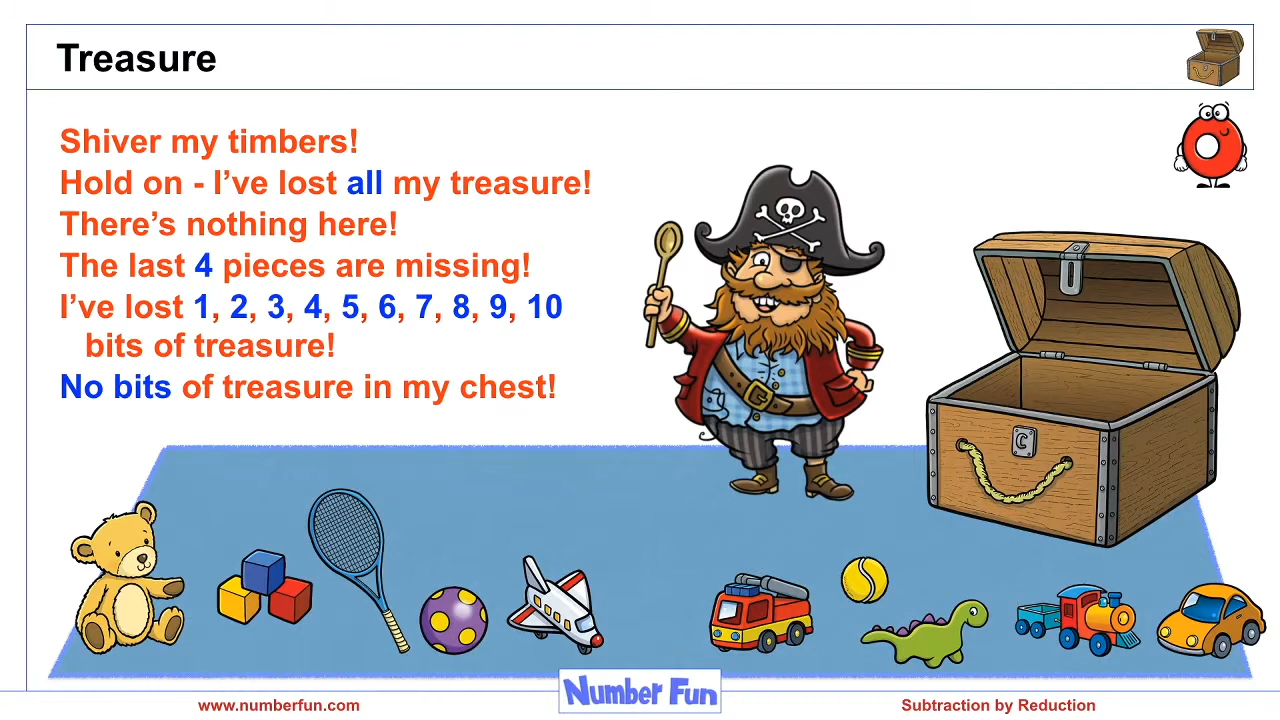 Treasure
Shiver my timbers!
Hold on - I’ve lost all my treasure!
There’s nothing here!
The last 4 pieces are missing!
I’ve lost 1, 2, 3, 4, 5, 6, 7, 8, 9, 10
bits of treasure!
No bits of treasure in my chest!
C
www.numberfun.com
Number Fun
Subtraction by Reduction